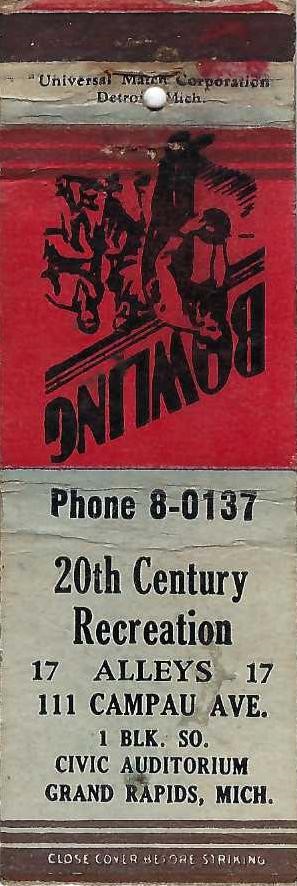 Universal Match Corporation
Detroit Mich.
BOWLING
Phone 8-0137
20th Century
Recreation
17 ALLEYS 17
111 CAMPAU AVE.
1 BLK. SO.
CIVIC AUDITORIUM
GRAND RAPIDS, MICH.
CLOSE COVER BEFORE STRIKING